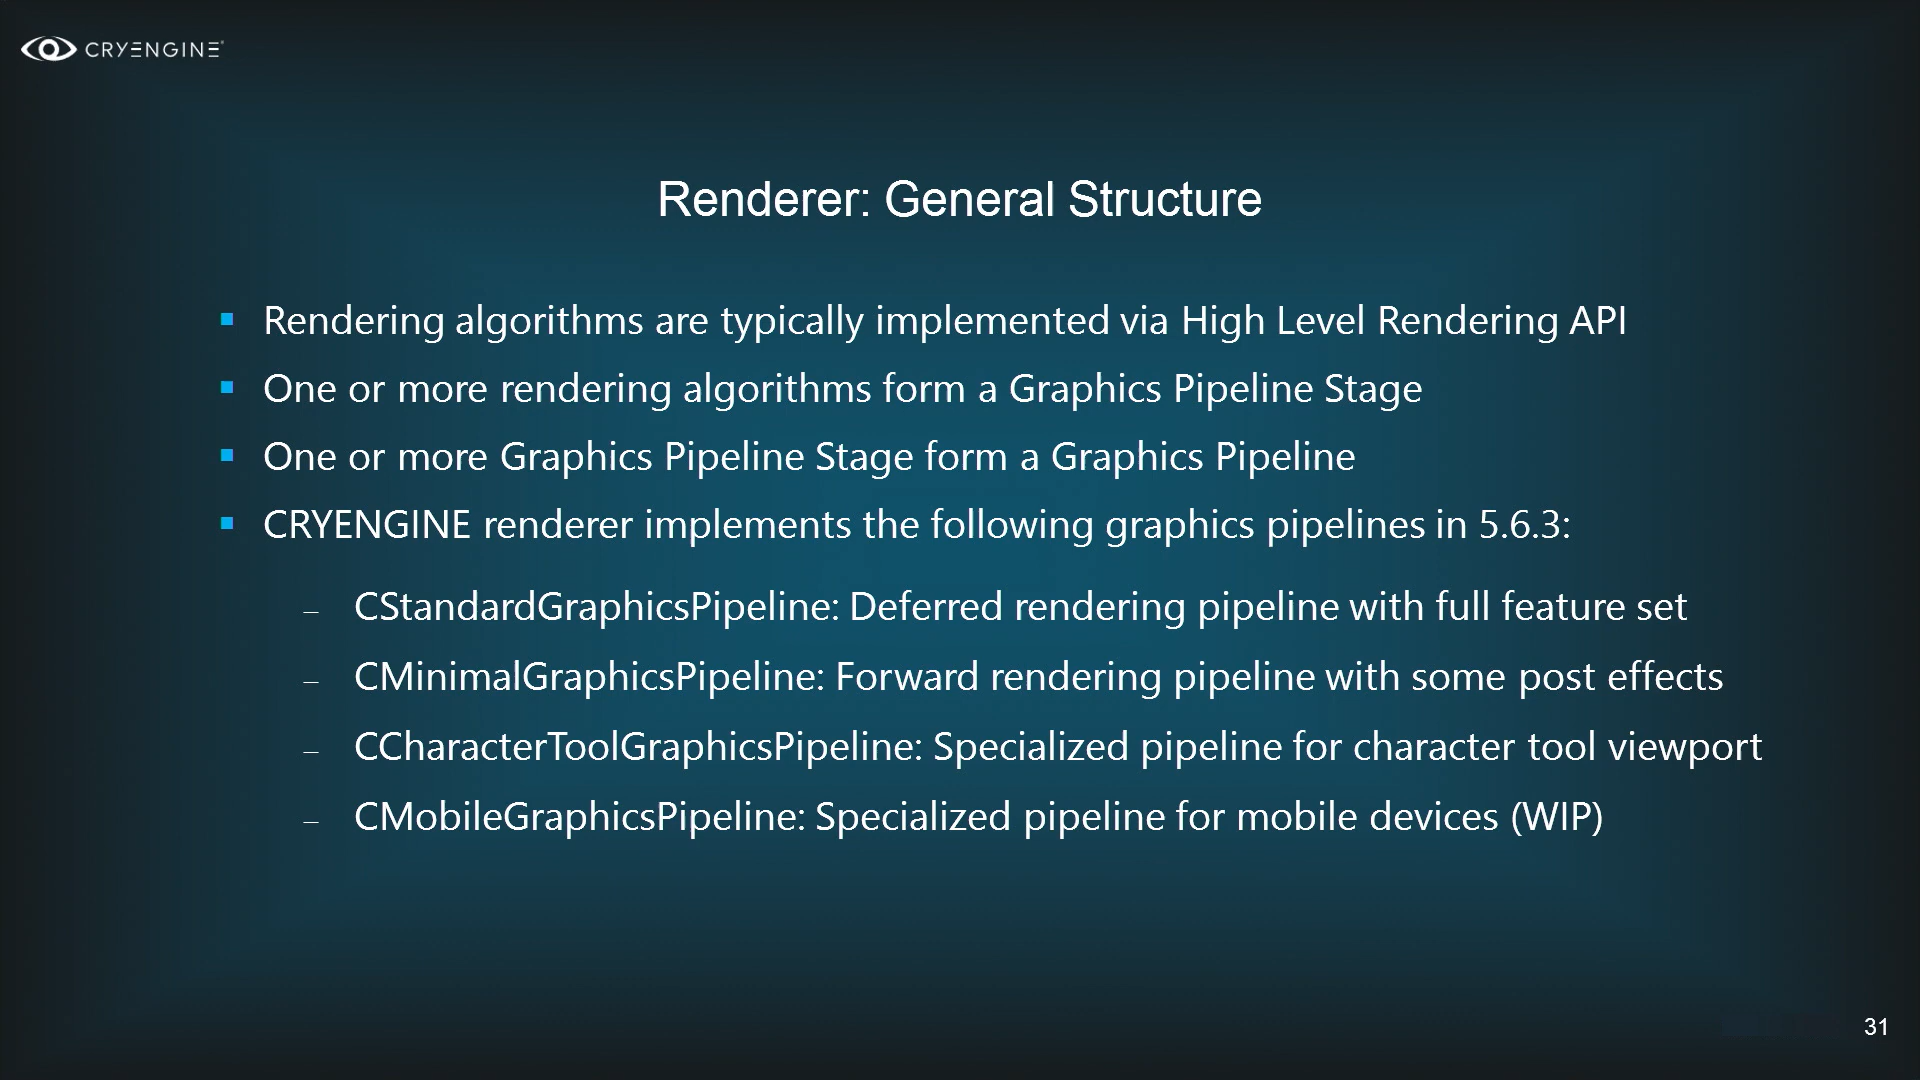 CRYENGINE®
Renderer: General Structure
▪ Rendering algorithms are typically implemented via High Level Rendering API
▪ One or more rendering algorithms form a Graphics Pipeline Stage
▪ One or more Graphics Pipeline Stage form a Graphics Pipeline
▪ CRYENGINE renderer implements the following graphics pipelines in 5.6.3:
– CStandardGraphicsPipeline: Deferred rendering pipeline with full feature set
– CMinimalGraphicsPipeline: Forward rendering pipeline with some post effects
– CCharacterToolGraphicsPipeline: Specialized pipeline for character tool viewport
– CMobileGraphicsPipeline: Specialized pipeline for mobile devices (WIP)
31